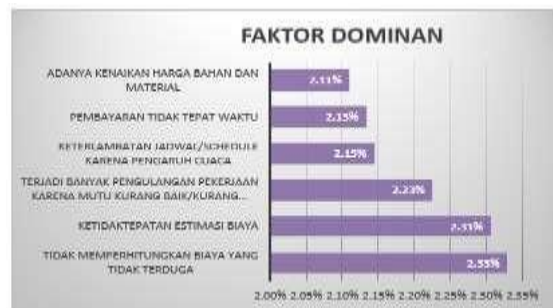 FAKTOR DOMINAN
ADANYA KENAIKAN HARGA BAHAN DAN
MATERIAL
2.11%
PEMBAYARAN TIDAK TEPAT WAKTU
2.13%
KETERLAMBATAN JADWAL/SCHEDULE
KARENA PENGARUH CUACA
2.15%
TERJADI BANYAK PENGULANGAN PEKERJAAN
KARENA MUTU KURANG BAIK/KURANG...
2.23%
KETIDAKTEPATAN ESTIMASI BIAYA
2.31%
TIDAK MEMPERHITUNGKAN BIAYA YANG
TIDAK TERDUGA
2.33%
2.00% 2.05% 2.10% 2.15% 2.20% 2.25% 2.30% 2.35%